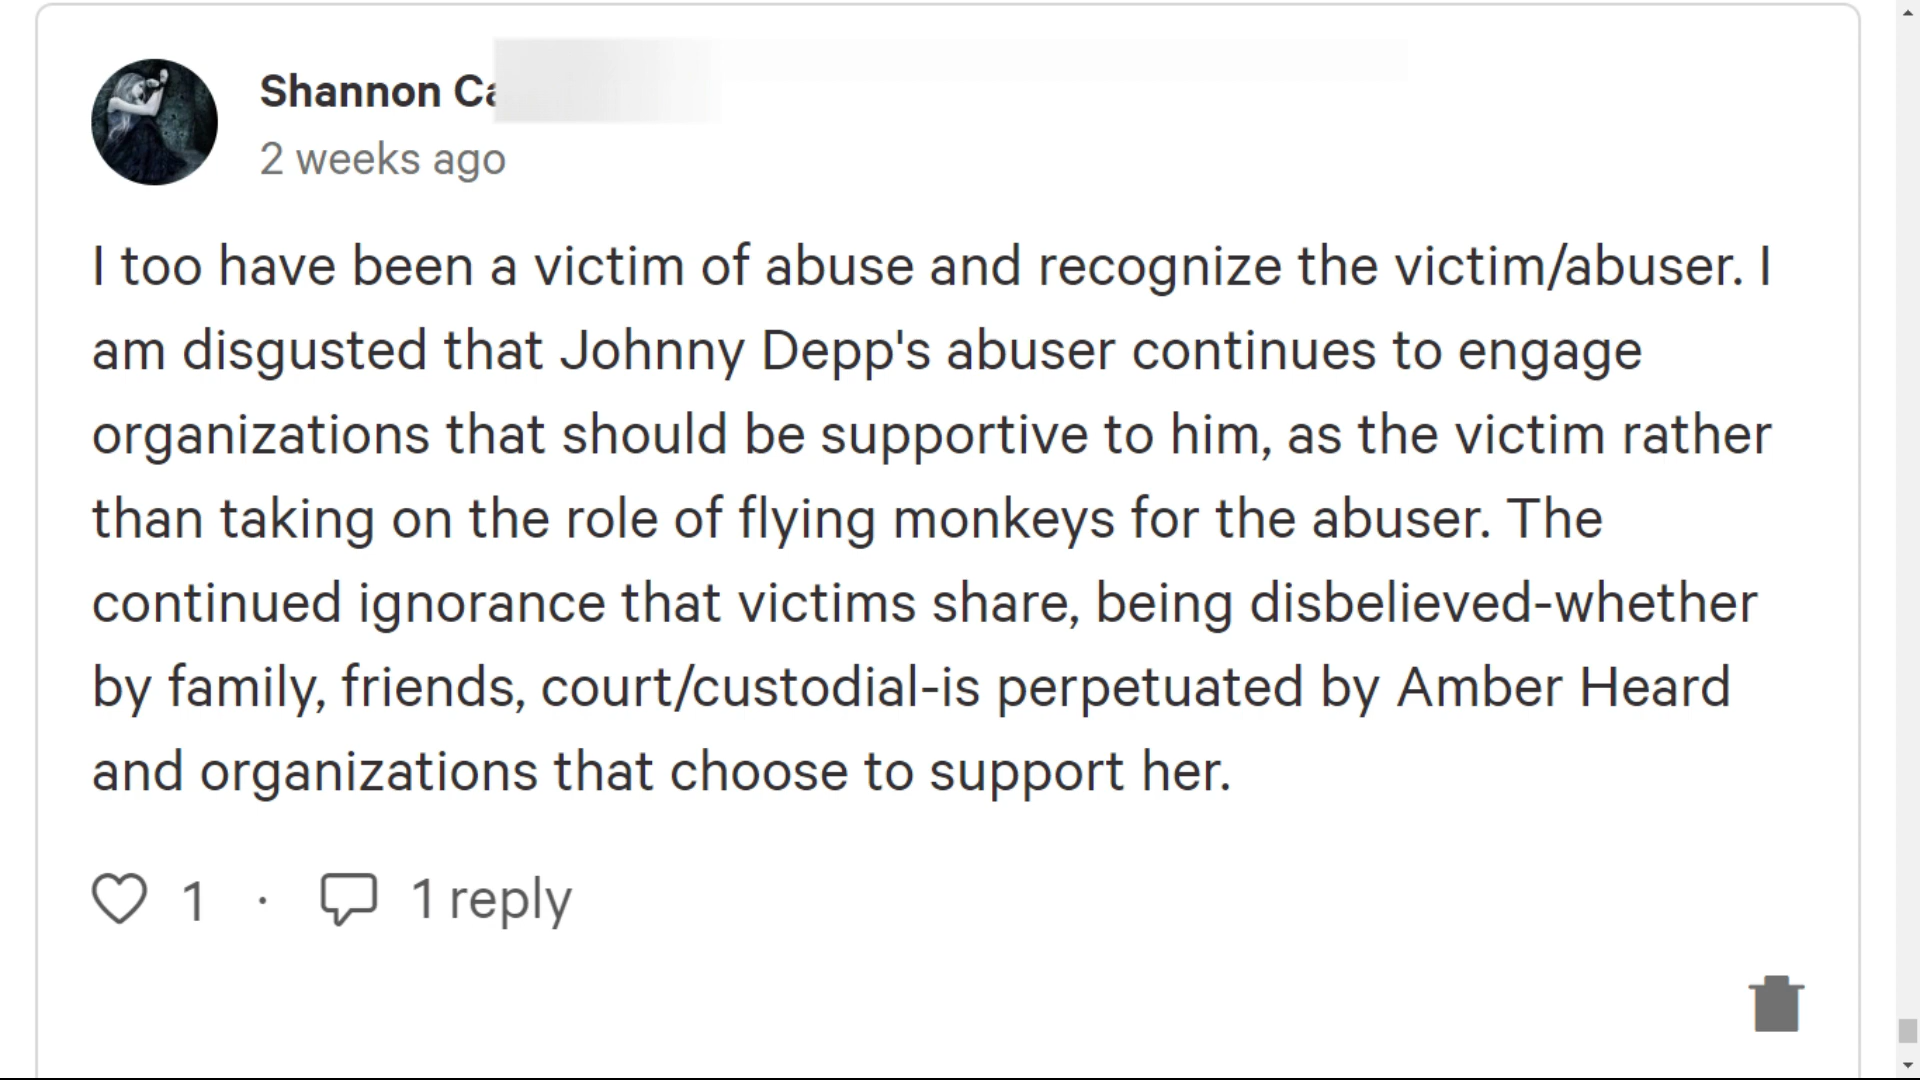 Shannon
2 weeks ago
I too have been a victim of abuse and recognize the victim/abuser. I
am disgusted that Johnny Depp's abuser continues to engage
organizations that should be supportive to him, as the victim rather
than taking on the role of flying monkeys for the abuser. The
continued ignorance that victims share, being disbelieved-whether
by family, friends, court/custodial-is perpetuated by Amber Heard
and organizations that choose to support her.
1 · 1 reply